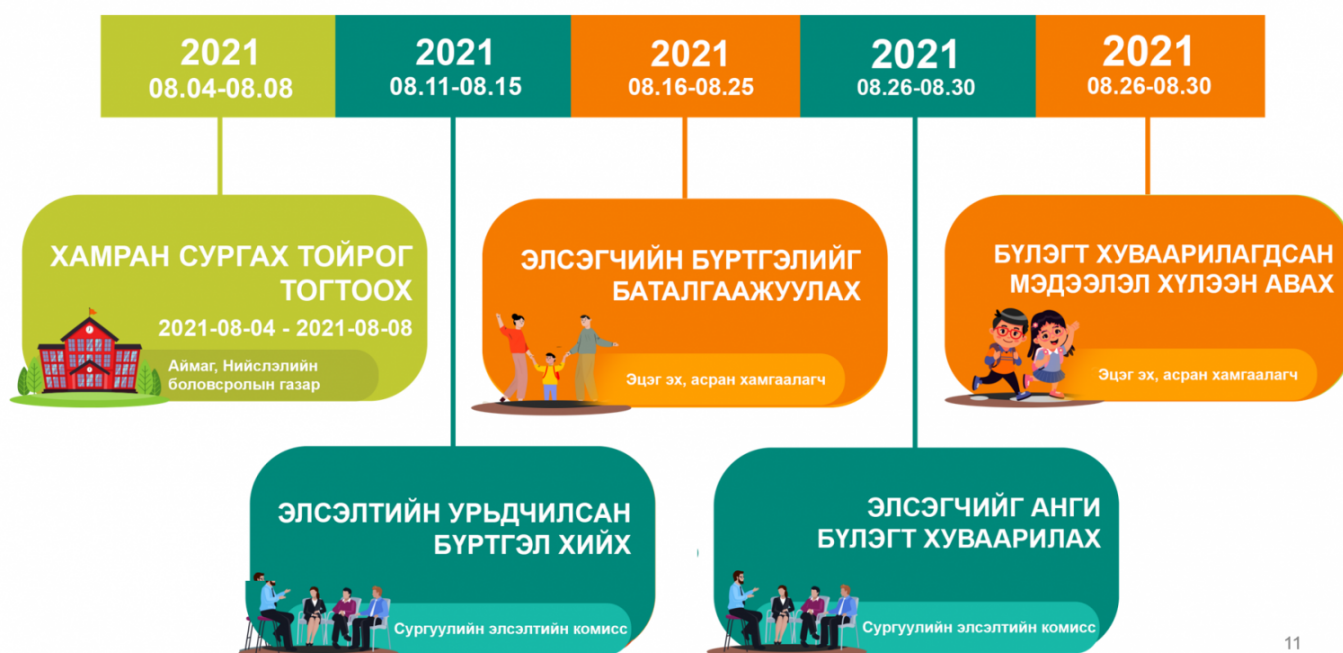 2021
08.04-08.08
2021
08.11-08.15
2021
08.16-08.25
2021
08.26-08.30
2021
08.26-08.30
ХАМРАН СУРГАХ ТОЙРОГ
ТОГТООХ
2021-08-04 - 2021-08-08
Аймаг, Нийслэлийн
боловсролын газар
ЭЛСЭГЧИЙН БҮРТГЭЛИЙГ
БАТАЛГААЖУУЛАХ
Эцэг эх, асран хамгаалагч
БҮЛЭГТ ХУВААРИЛАГДСАН
МЭДЭЭЛЭЛ ХҮЛЭЭН АВАХ
Эцэг эх, асран хамгаалагч
ЭЛСЭЛТИЙН УРЬДЧИЛСАН
БҮРТГЭЛ ХИЙХ
Сургуулийн элсэлтийн комисс
ЭЛСЭГЧИЙГ АНГИ
БҮЛЭГТ ХУВААРИЛАХ
Сургуулийн элсэлтийн комисс
11